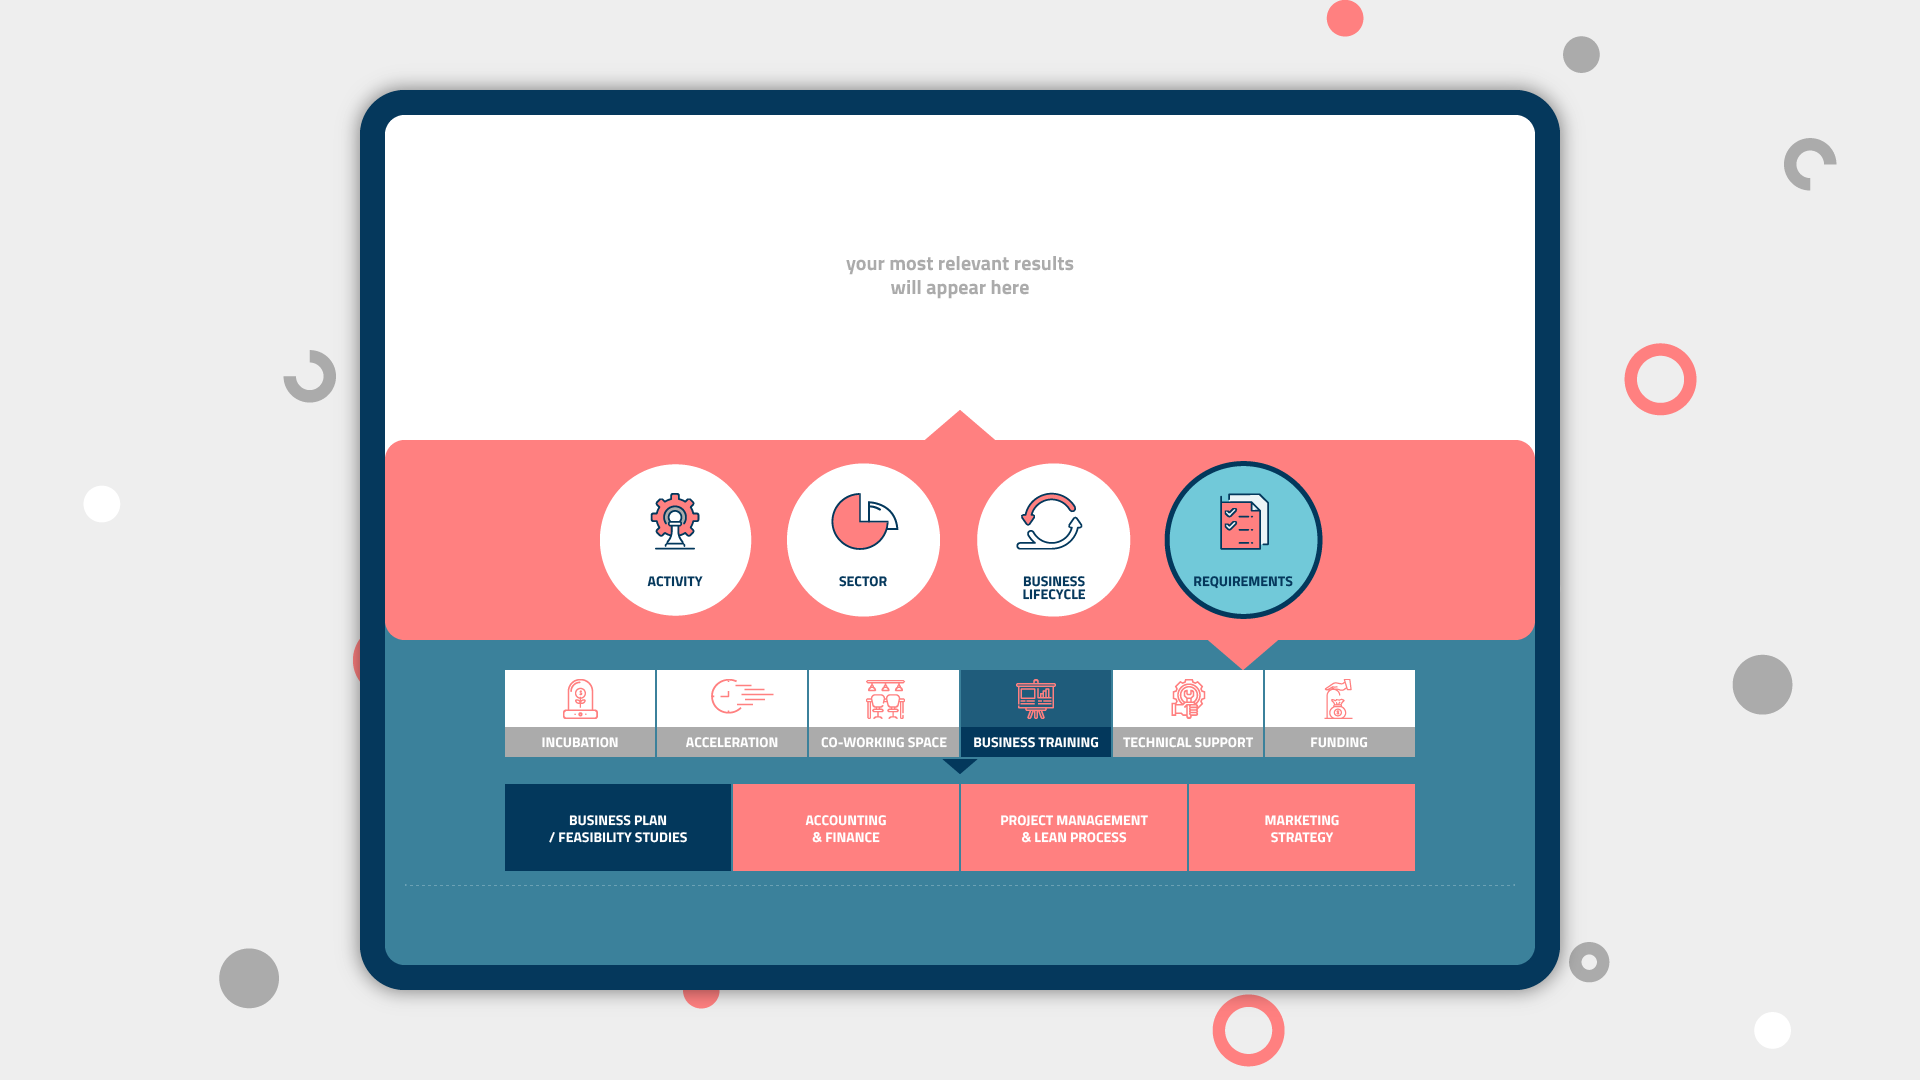 your most relevant results
will appear here
ACTIVITY
SECTOR
BUSINESS
LIFECYCLE
REQUIREMENTS
INCUBATION
ACCELERATION
CO-WORKING SPACE
BUSINESS TRAINING
TECHNICAL SUPPORT
FUNDING
BUSINESS PLAN
/ FEASIBILITY STUDIES
ACCOUNTING
& FINANCE
PROJECT MANAGEMENT
& LEAN PROCESS
MARKETING
STRATEGY